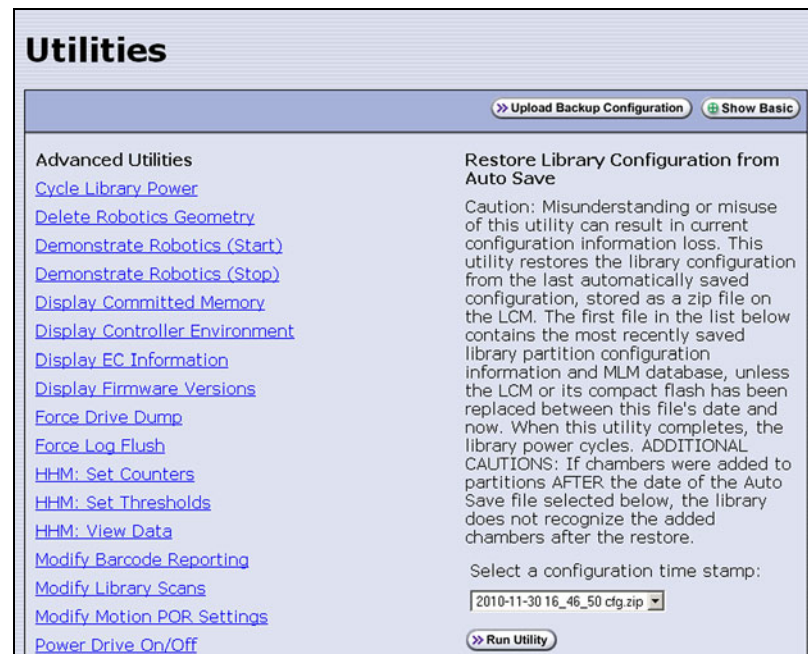 Utilities
Upload Backup Configuration
Show Basic
Advanced Utilities
Cycle Library Power
Delete Robotics Geometry
Demonstrate Robotics (Start)
Demonstrate Robotics (Stop)
Display Committed Memory
Display Controller Environment
Display EC Information
Display Firmware Versions
Force Drive Dump
Force Log Flush
HHM: Set Counters
HHM: Set Thresholds
HHM: View Data
Modify Barcode Reporting
Modify Library Scans
Modify Motion POR Settings
Power Drive On/Off
Restore Library Configuration from
Auto Save
Caution: Misunderstanding or misuse
of this utility can result in current
configuration information loss. This
utility restores the library configuration
from the last automatically saved
configuration, stored as a zip file on
the LCM. The first file in the list below
contains the most recently saved
library partition configuration
information and MLM database, unless
the LCM or its compact flash has been
replaced between this file's date and
now. When this utility completes, the
library power cycles. ADDITIONAL
CAUTIONS: If chambers were added to
partitions AFTER the date of the Auto
Save file selected below, the library
does not recognize the added
chambers after the restore.
Select a configuration time stamp:
2010-11-30 16_46_50 cfg.zip
Run Utility